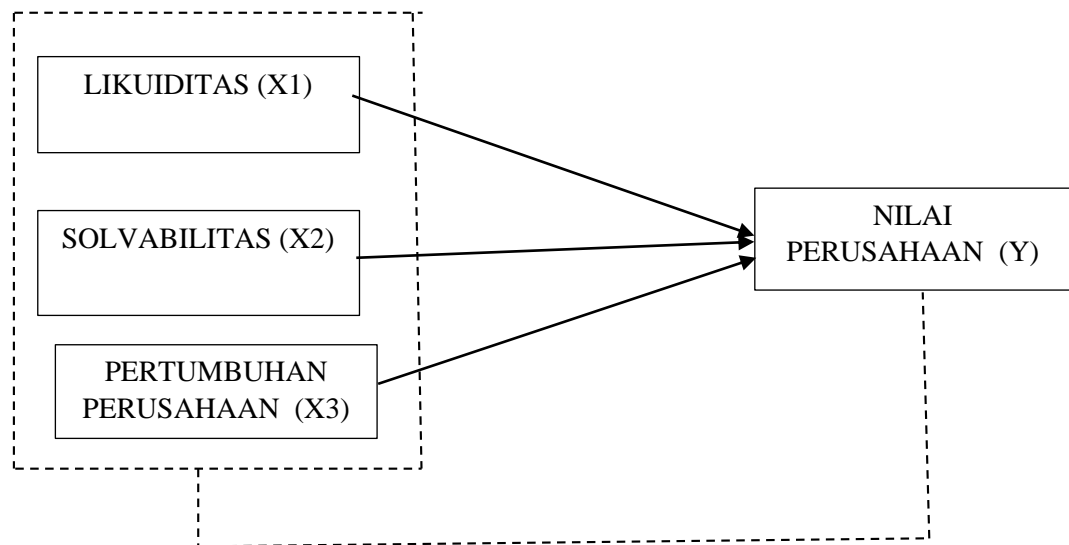 LIKUIDITAS (X1)
SOLVABILITAS (X2)
PERTUMBUHAN
PERUSAHAAN (X3)
NILAI
PERUSAHAAN (Y)